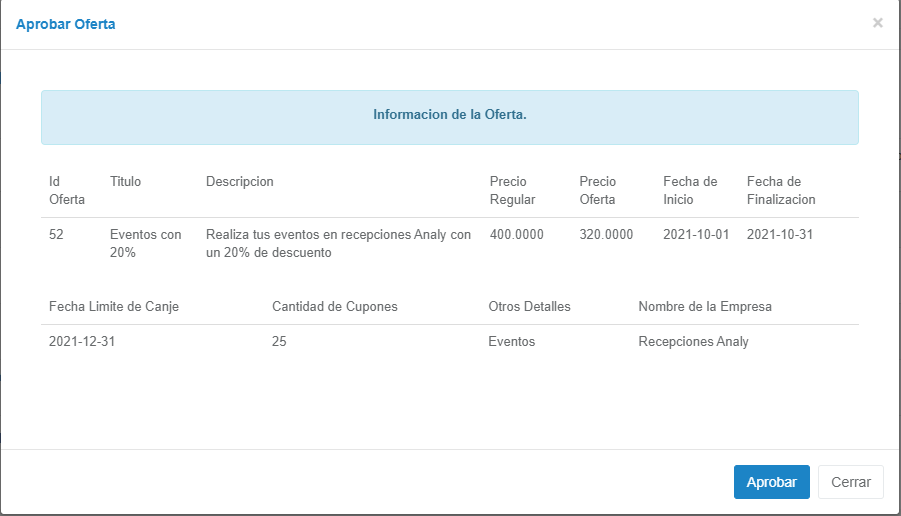 Aprobar Oferta ×
Informacion de la Oferta.
Id Oferta Titulo Descripcion Precio Regular Precio Oferta Fecha de Inicio Fecha de Finalizacion
52 Eventos con 20% Realiza tus eventos en recepciones Analy con un 20% de descuento 400.0000 320.0000 2021-10-01 2021-10-31
Fecha Limite de Canje Cantidad de Cupones Otros Detalles Nombre de la Empresa
2021-12-31 25 Eventos Recepciones Analy
Aprobar Cerrar